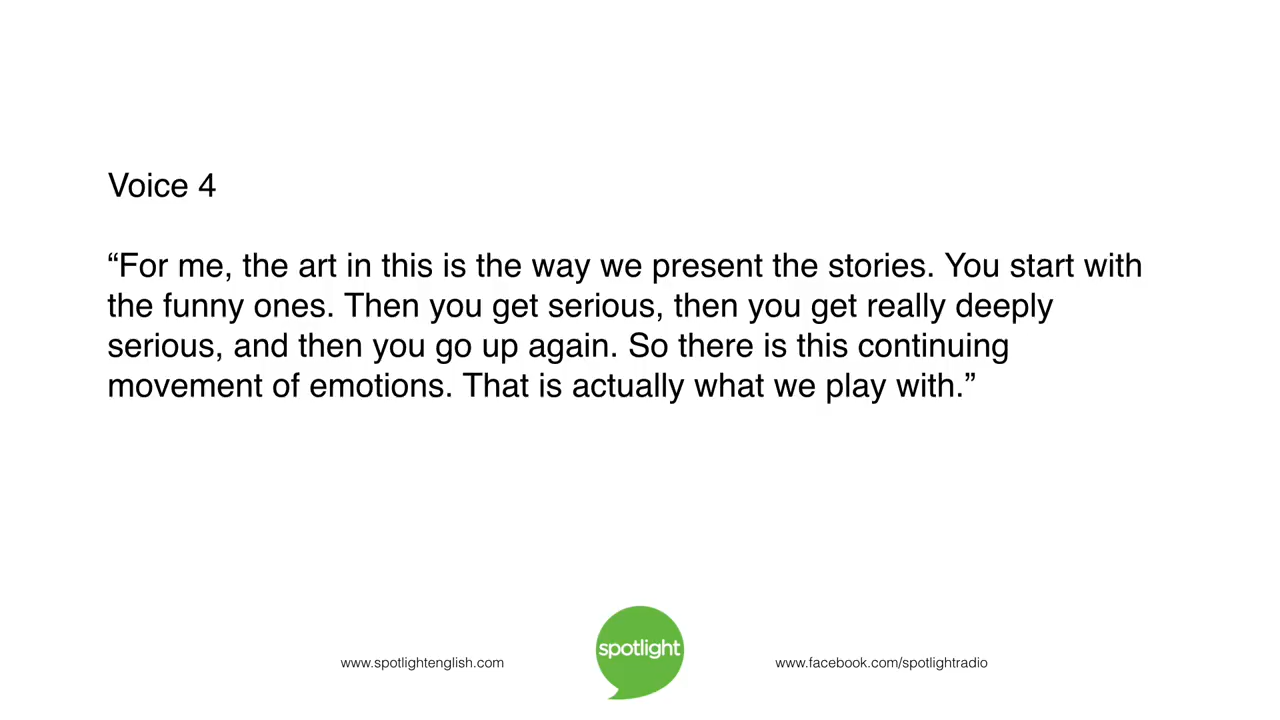 Voice 4
“For me, the art in this is the way we present the stories. You start with
the funny ones. Then you get serious, then you get really deeply
serious, and then you go up again. So there is this continuing
movement of emotions. That is actually what we play with.”
spotlight
www.spotlightenglish.com
www.facebook.com/spotlightradio